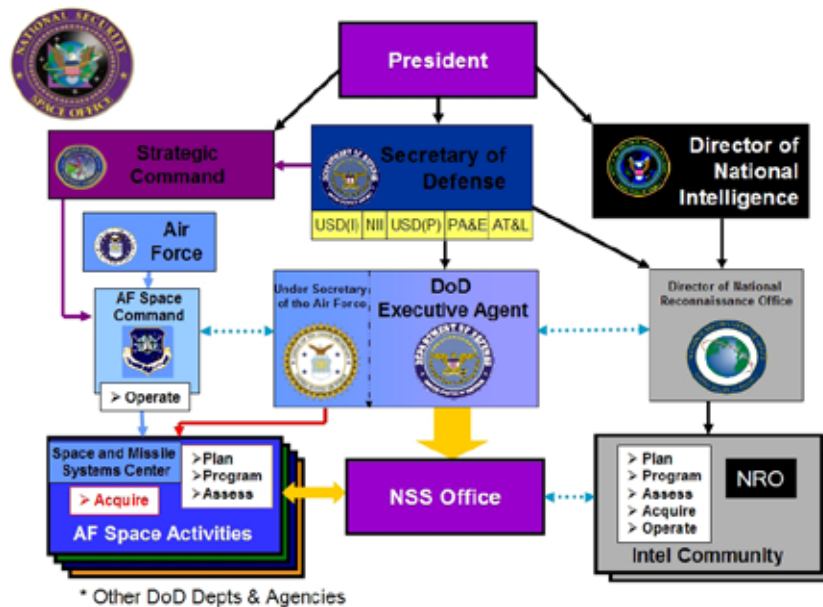 NATIONAL SECURITY
SPACE OFFICE
President
Strategic
Command
Secretary of
Defense
Director of
National
Intelligence
USD(I) NII USD(P) PA&E AT&L
Air
Force
AF Space
Command
Under Secretary
of the Air Force
DoD
Executive Agent
Director of National
Reconnaissance Office
➢ Operate
Space and Missile
Systems Center
➢ Plan
➢ Program
➢ Assess
➢ Acquire
AF Space Activities
NSS Office
➢ Plan
➢ Program
➢ Assess
➢ Acquire
➢ Operate
NRO
Intel Community
* Other DoD Depts & Agencies